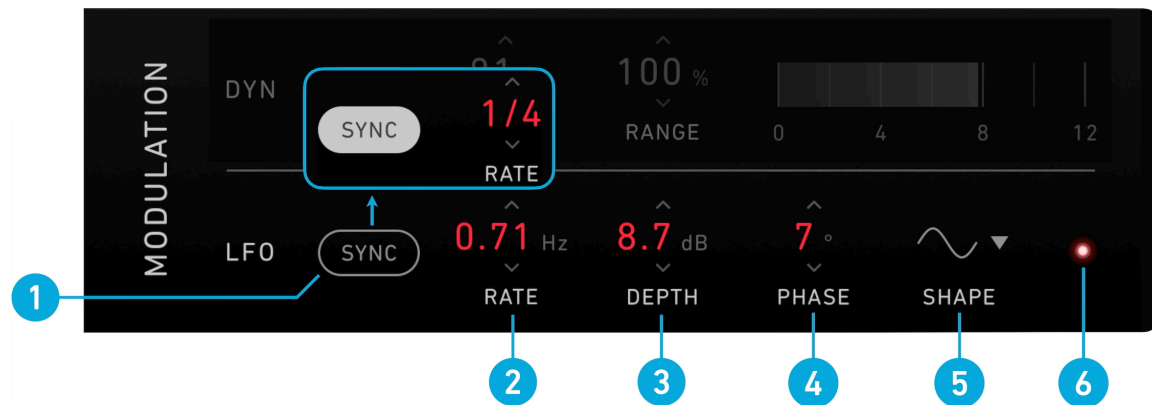 MODULATION
DYN
100 %
RANGE
0 4 8 12
SYNC
1/4
RATE
LFO
SYNC
0.71 Hz
RATE
8.7 dB
DEPTH
7 °
PHASE
SHAPE
1
2 3 4 5 6